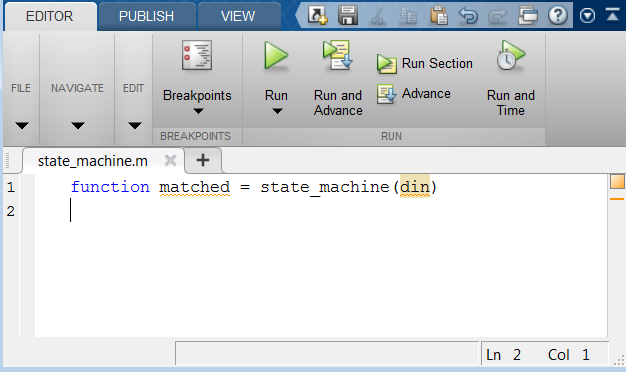 EDITOR PUBLISH VIEW
FILE NAVIGATE EDIT Breakpoints Run Run and Advance Run Section Advance Run and Time
BREAKPOINTS RUN
state_machine.m
1 function matched = state_machine(din)
2
Ln 2 Col 1